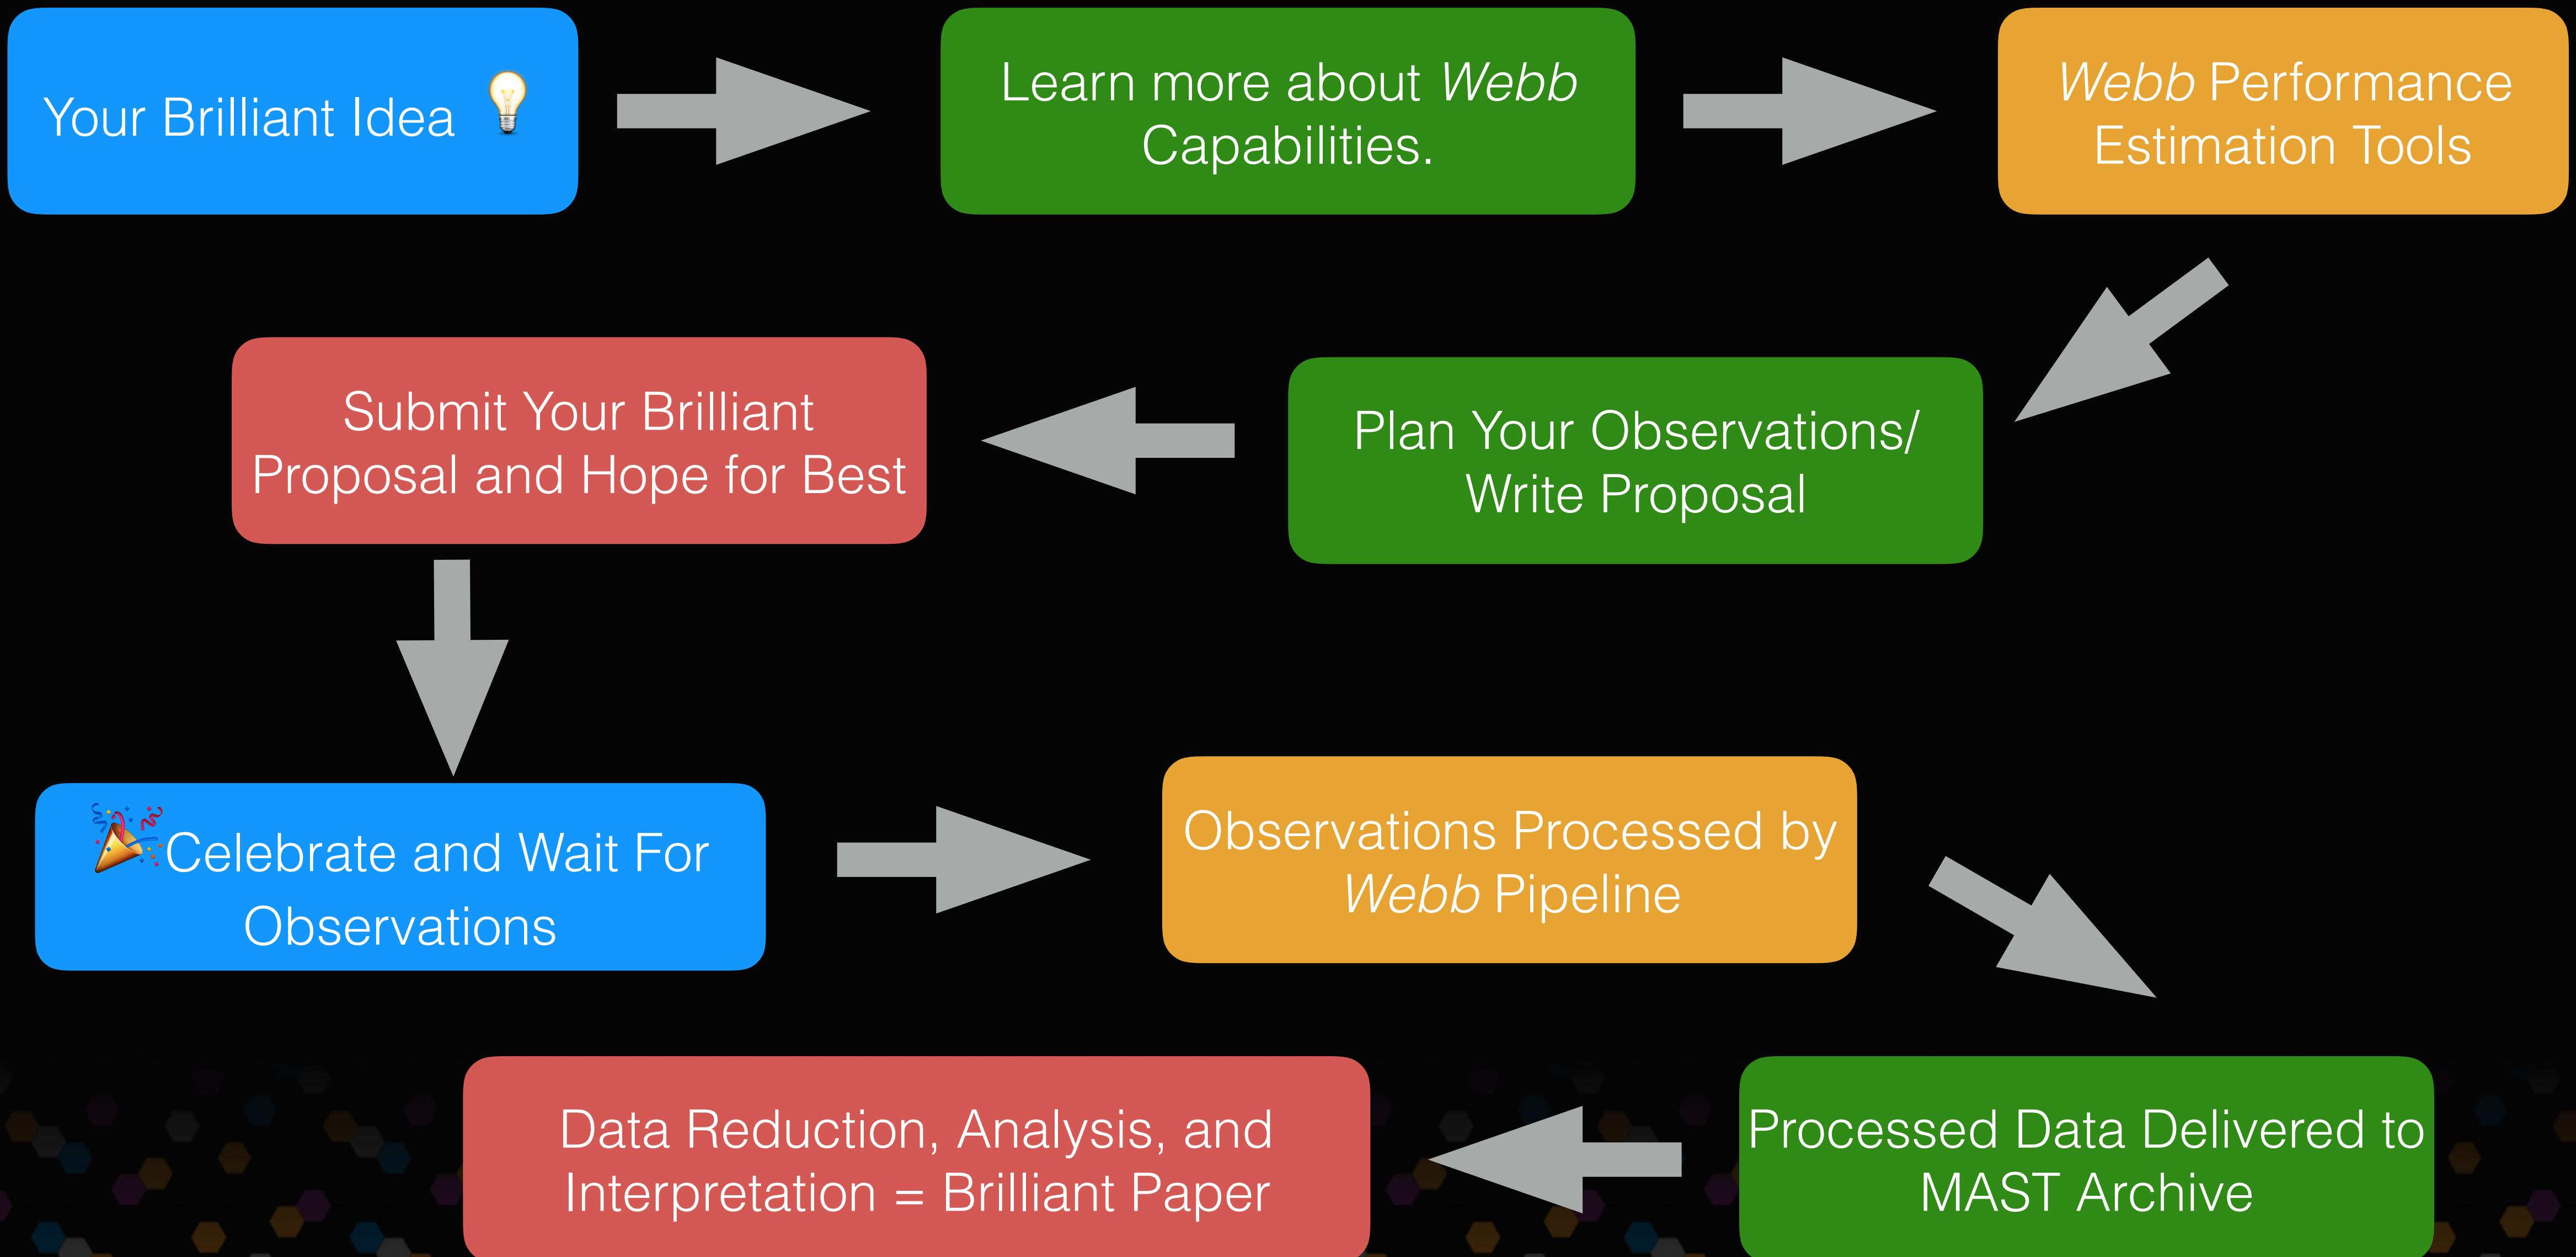 Your Brilliant Idea 💡
Learn more about Webb
Capabilities.
Webb Performance
Estimation Tools
Plan Your Observations/
Write Proposal
Submit Your Brilliant
Proposal and Hope for Best
🎉Celebrate and Wait For
Observations
Observations Processed by
Webb Pipeline
Processed Data Delivered to
MAST Archive
Data Reduction, Analysis, and
Interpretation = Brilliant Paper